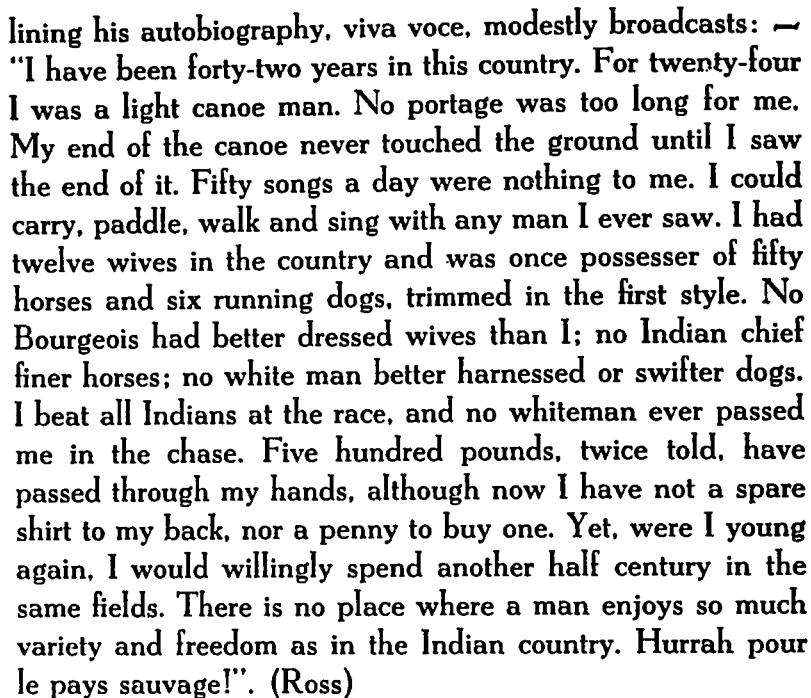 lining his autobiography, viva voce, modestly broadcasts: —
"I have been forty-two years in this country. For twenty-four
I was a light canoe man. No portage was too long for me.
My end of the canoe never touched the ground until I saw
the end of it. Fifty songs a day were nothing to me. I could
carry, paddle, walk and sing with any man I ever saw. I had
twelve wives in the country and was once possesser of fifty
horses and six running dogs, trimmed in the first style. No
Bourgeois had better dressed wives than I; no Indian chief
finer horses; no white man better harnessed or swifter dogs.
I beat all Indians at the race, and no whiteman ever passed
me in the chase. Five hundred pounds, twice told, have
passed through my hands, although now I have not a spare
shirt to my back, nor a penny to buy one. Yet, were I young
again, I would willingly spend another half century in the
same fields. There is no place where a man enjoys so much
variety and freedom as in the Indian country. Hurrah pour
le pays sauvage!". (Ross)